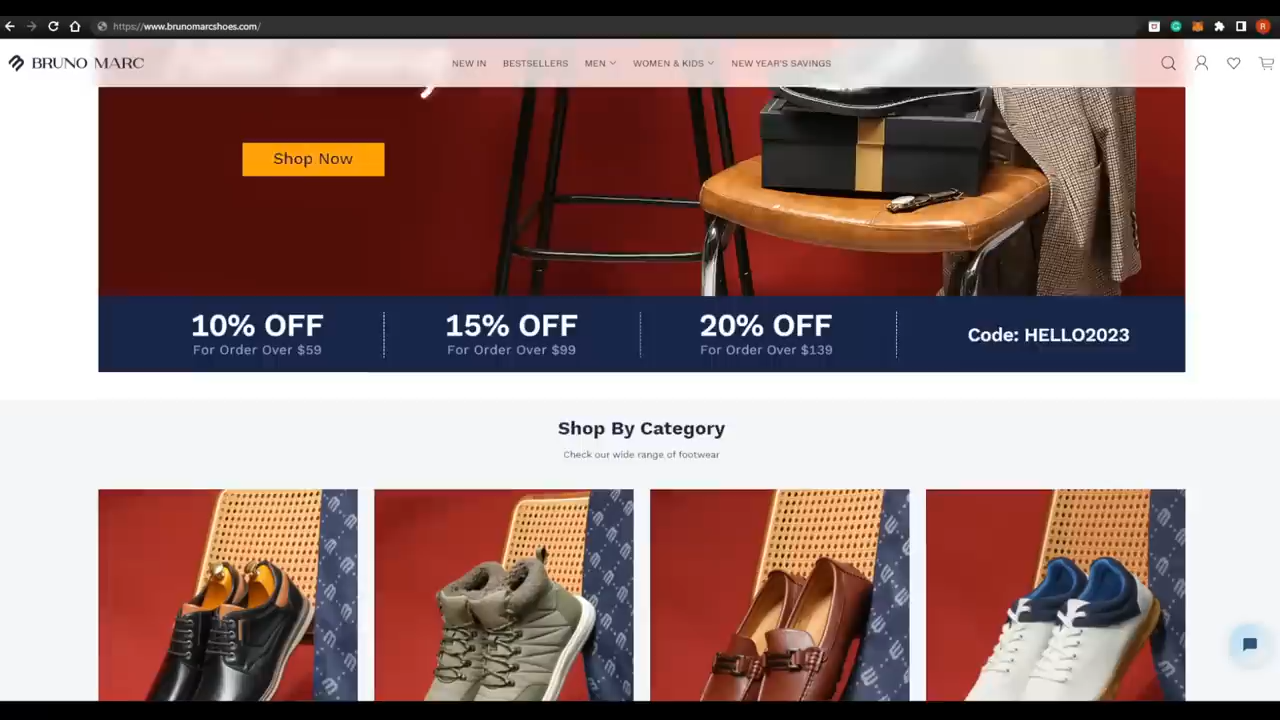 https://www.brunomarcshoes.com/
R
BRUNO MARC
NEW IN
BESTSELLERS
MEN
WOMEN & KIDS
NEW YEAR'S SAVINGS
Shop Now
10% OFF
For Order Over $59
15% OFF
For Order Over $99
20% OFF
For Order Over $139
Code: HELLO2023
Shop By Category
Check our wide range of footwear